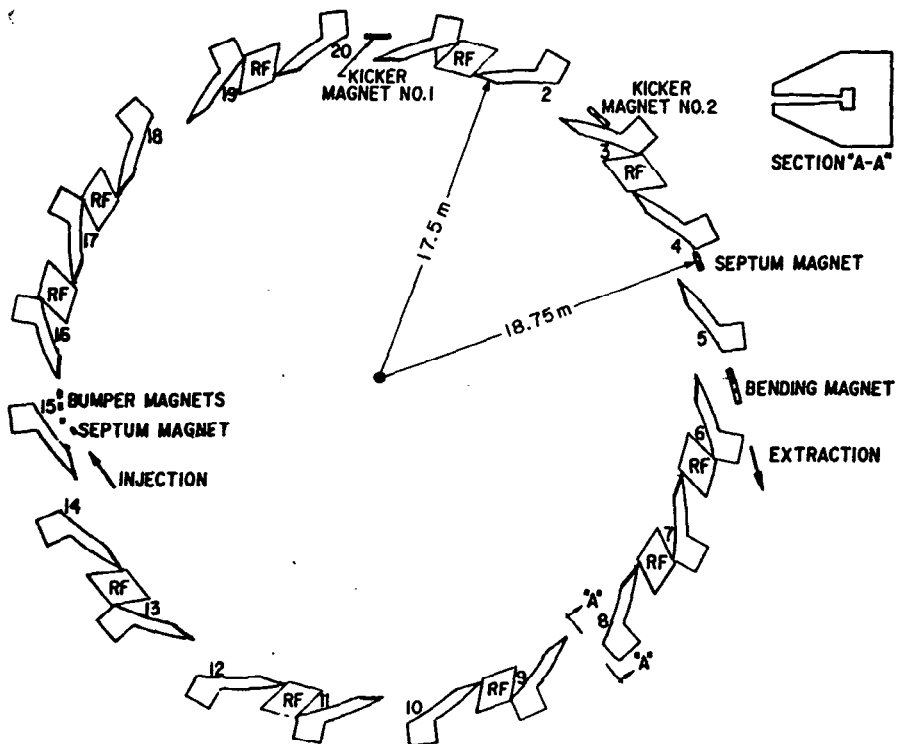 20
KICKER
MAGNET NO.1
RF
2
KICKER
MAGNET NO.2
3
RF
SECTION "A-A"
19
RF
18
RF
17
17.5 m
4
SEPTUM MAGNET
18.75 m
RF
16
5
BENDING MAGNET
15
BUMPER MAGNETS
SEPTUM MAGNET
INJECTION
6
RF
EXTRACTION
14
RF
13
7
RF
"A"
8
"A"
12
RF
11
10
RF
9